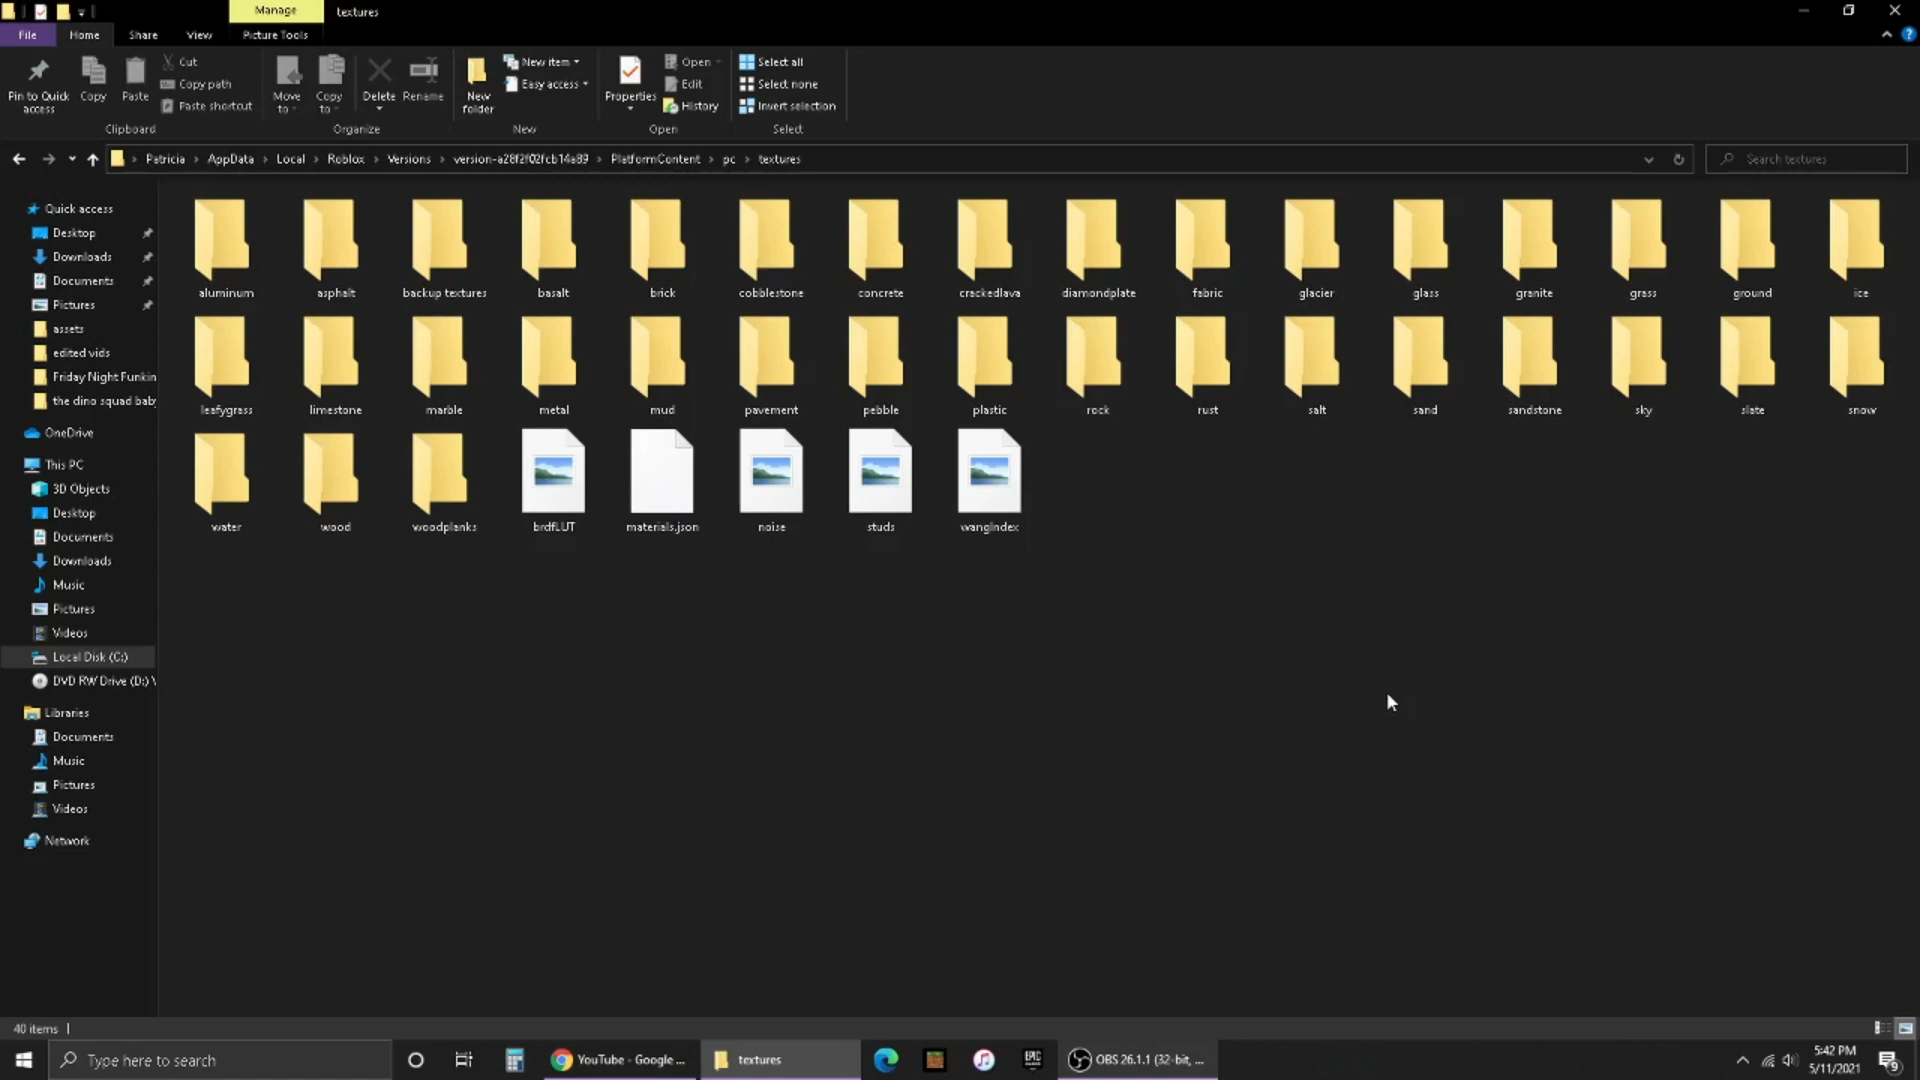 Manage
textures
File
Home
Share
View
Picture Tools
Pin to Quick access
Copy
Paste
Cut
Copy path
Paste shortcut
Clipboard
Move to
Copy to
Delete
Rename
Organize
New folder
New item
Easy access
New
Properties
Open
Edit
History
Open
Select all
Select none
Invert selection
Select
Patricia > AppData > Local > Roblox > Versions > version-a28f2f02fcb14a89 > PlatformContent > pc > textures
Search textures
Quick access
Desktop
Downloads
Documents
Pictures
assets
edited vids
Friday Night Funkin
the dino squad bab
OneDrive
This PC
3D Objects
Desktop
Documents
Downloads
Music
Pictures
Videos
Local Disk (C:)
DVD RW Drive (D:) \
Libraries
Documents
Music
Pictures
Videos
Network
aluminum
asphalt
backup textures
basalt
brick
cobblestone
concrete
crackedlava
diamondplate
fabric
glacier
glass
granite
grass
ground
ice
leafygrass
limestone
marble
metal
mud
pavement
pebble
plastic
rock
rust
salt
sand
sandstone
sky
slate
snow
water
wood
woodplanks
brdfLUT
materials.json
noise
studs
wangIndex
40 items
Type here to search
YouTube - Google ...
textures
EPIC GAMES
OBS 26.1.1 (32-bit, ...
5:42 PM
5/11/2021
9